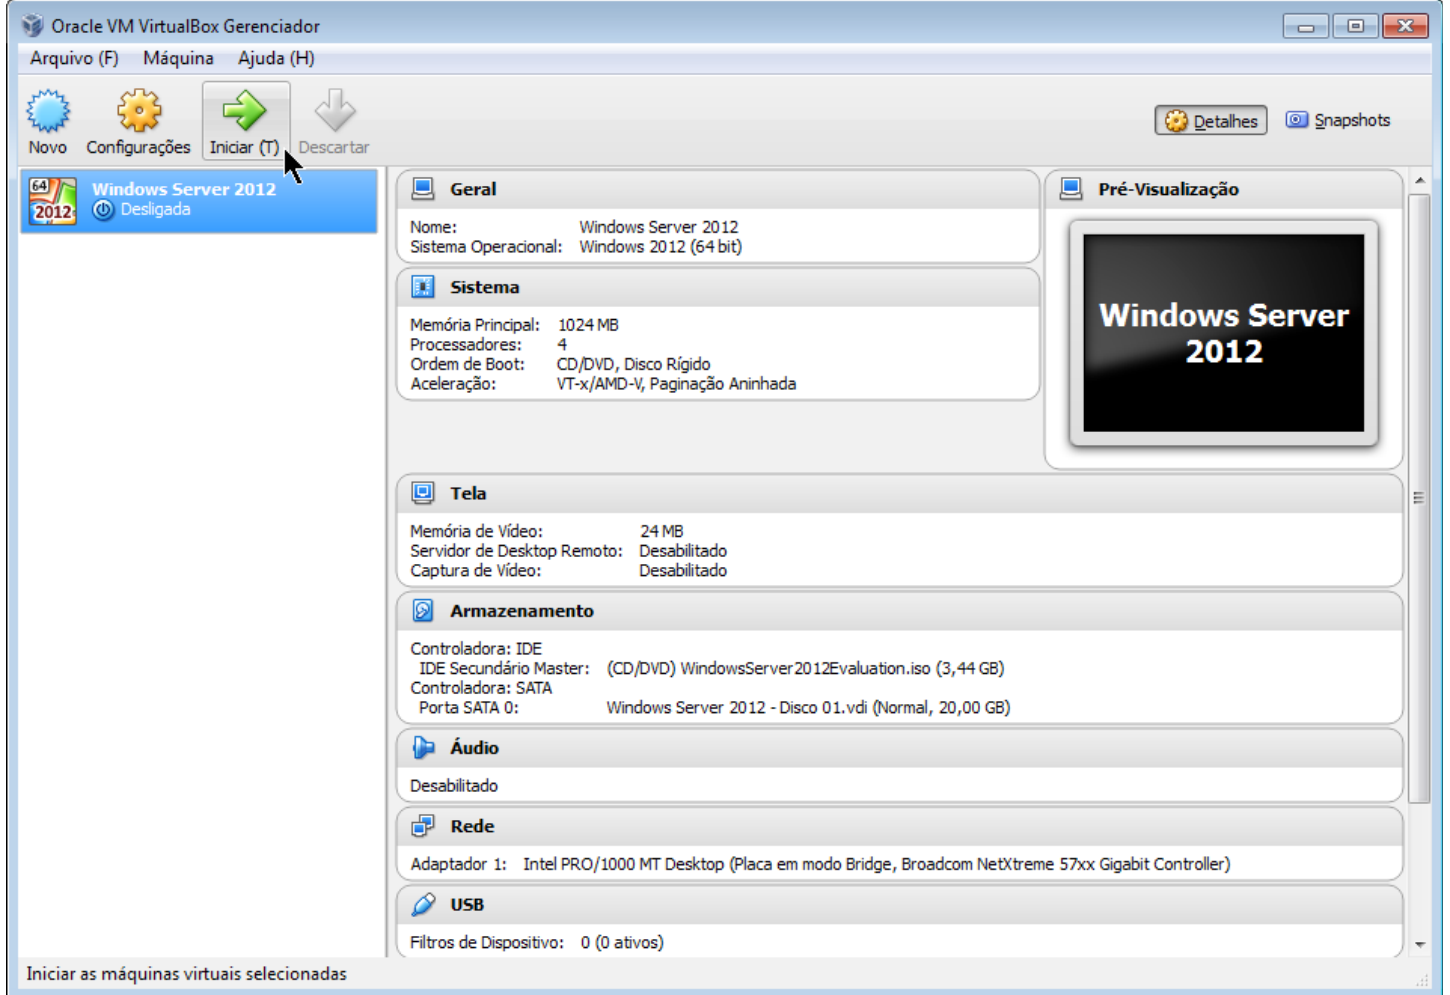 Oracle VM VirtualBox Gerenciador
Arquivo (F) Máquina Ajuda (H)
Novo Configurações Iniciar (T) Descartar
Detalhes Snapshots
64
2012
Windows Server 2012
Desligada
Geral
Nome: Windows Server 2012
Sistema Operacional: Windows 2012 (64 bit)
Pré-Visualização
Windows Server
2012
Sistema
Memória Principal: 1024 MB
Processadores: 4
Ordem de Boot: CD/DVD, Disco Rígido
Aceleração: VT-x/AMD-V, Paginação Aninhada
Tela
Memória de Vídeo: 24 MB
Servidor de Desktop Remoto: Desabilitado
Captura de Vídeo: Desabilitado
Armazenamento
Controladora: IDE
IDE Secundário Master: (CD/DVD) WindowsServer2012Evaluation.iso (3,44 GB)
Controladora: SATA
Porta SATA 0: Windows Server 2012 - Disco 01.vdi (Normal, 20,00 GB)
Áudio
Desabilitado
Rede
Adaptador 1: Intel PRO/1000 MT Desktop (Placa em modo Bridge, Broadcom NetXtreme 57xx Gigabit Controller)
USB
Filtros de Dispositivo: 0 (0 ativos)
Iniciar as máquinas virtuais selecionadas